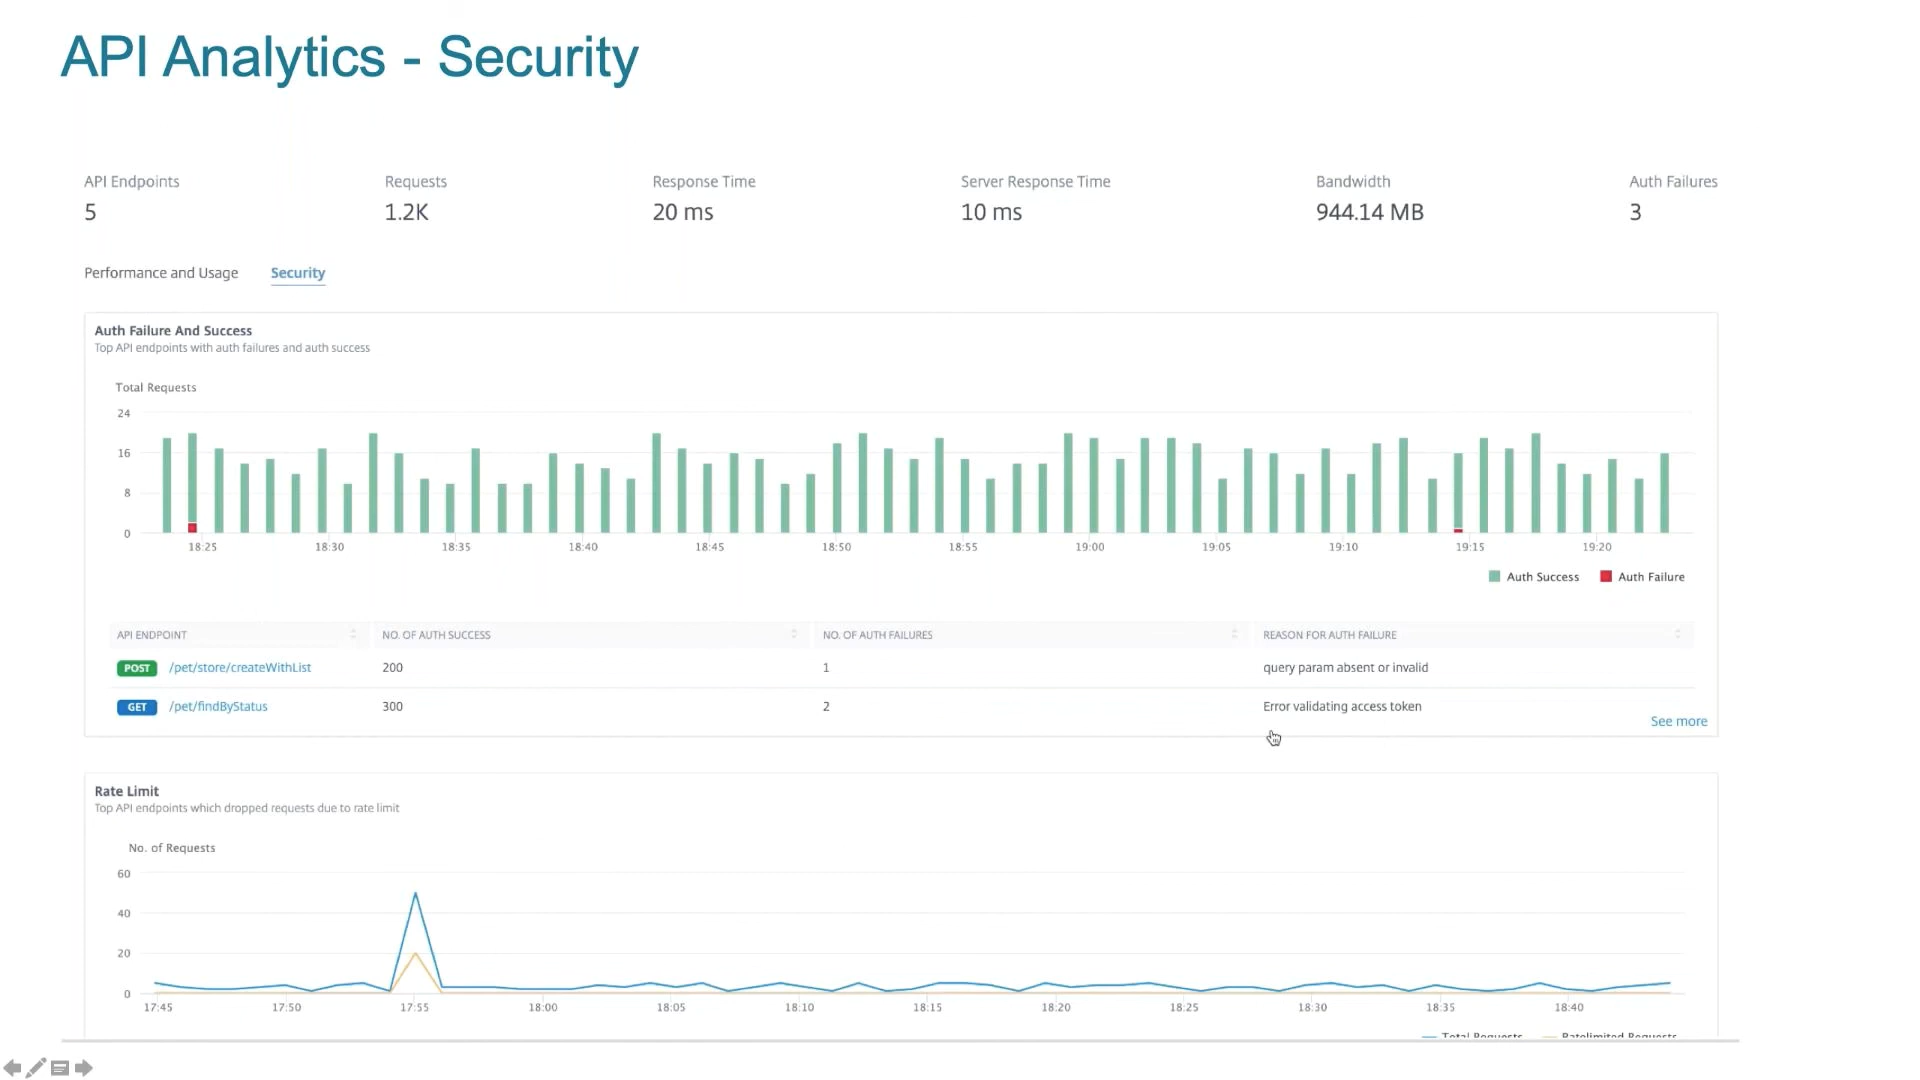 API Analytics - Security
API Endpoints Requests Response Time Server Response Time Bandwidth Auth Failures
5 1.2K 20 ms 10 ms 944.14 MB 3
Performance and Usage Security
Auth Failure And Success
Top API endpoints with auth failures and auth success
Total Requests
24
16
8
0
18:25 18:30 18:35 18:40 18:45 18:50 18:55 19:00 19:05 19:10 19:15 19:20
Auth Success Auth Failure
API ENDPOINT NO. OF AUTH SUCCESS NO. OF AUTH FAILURES REASON FOR AUTH FAILURE
POST /pet/store/createWithList 200 1 query param absent or invalid
GET /pet/findByStatus 300 2 Error validating access token
See more
Rate Limit
Top API endpoints which dropped requests due to rate limit
No. of Requests
60
40
20
0
17:45 17:50 17:55 18:00 18:05 18:10 18:15 18:20 18:25 18:30 18:35 18:40
Total Requests Ratelimited Requests